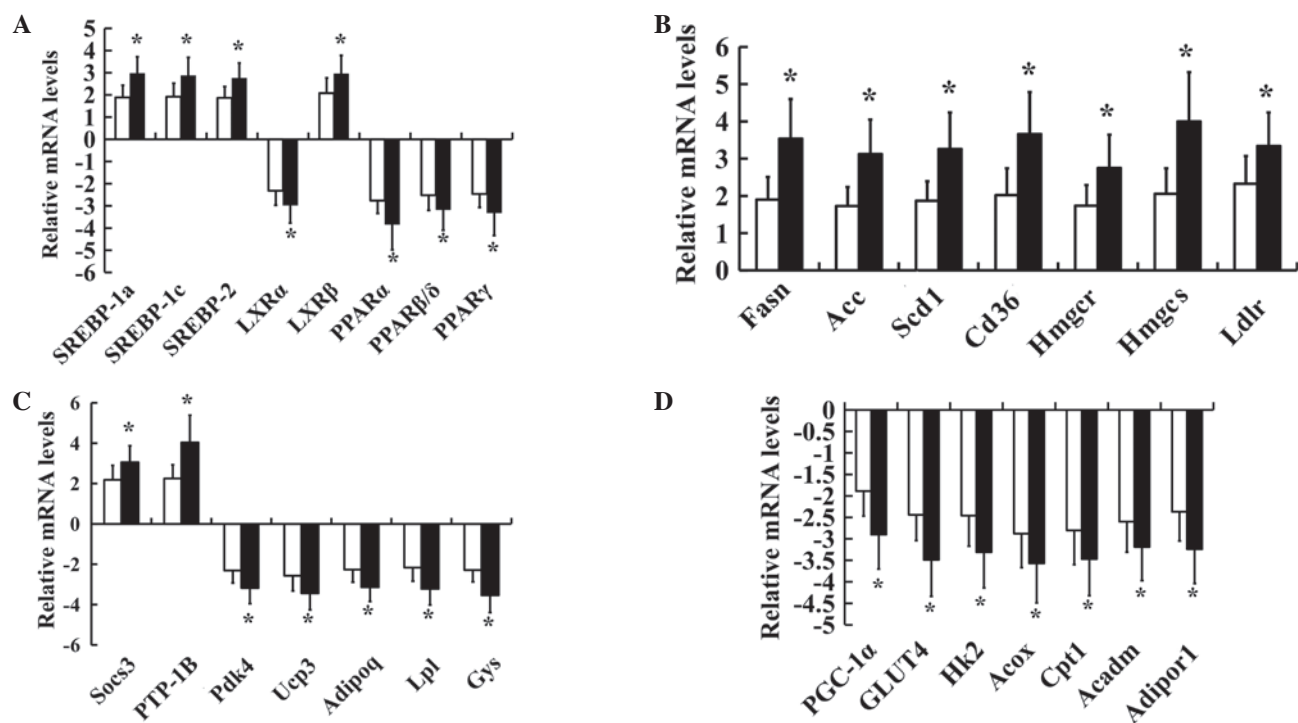 A
Relative mRNA levels
5
4
3
2
1
0
-1
-2
-3
-4
-5
-6
* * * * * * * *
SREBP-1a SREBP-1c SREBP-2 LXRα LXRβ PPARα PPARβ/δ PPARγ
B
Relative mRNA levels
6
5
4
3
2
1
0
* * * * * * *
Fasn Acc Scd1 Cd36 Hmgcr Hmgcs Ldlr
C
Relative mRNA levels
6
4
2
0
-2
-4
-6
* * * * * * *
Socs3 PTP-1B Pdk4 Ucp3 Adipoq Lpl Gys
D
Relative mRNA levels
0
-0.5
-1
-1.5
-2
-2.5
-3
-3.5
-4
-4.5
-5
* * * * * * *
PGC-1α GLUT4 Hk2 Acox Cpt1 Acadm Adipor1